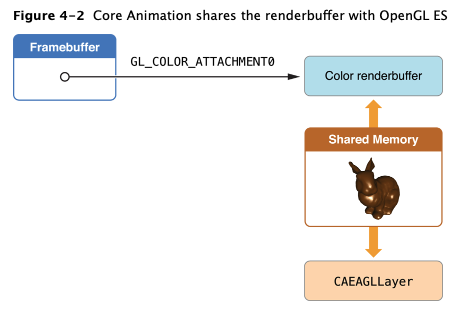 Figure 4-2 Core Animation shares the renderbuffer with OpenGL ES
Framebuffer
GL_COLOR_ATTACHMENT0
Color renderbuffer
Shared Memory
CAEAGLLayer